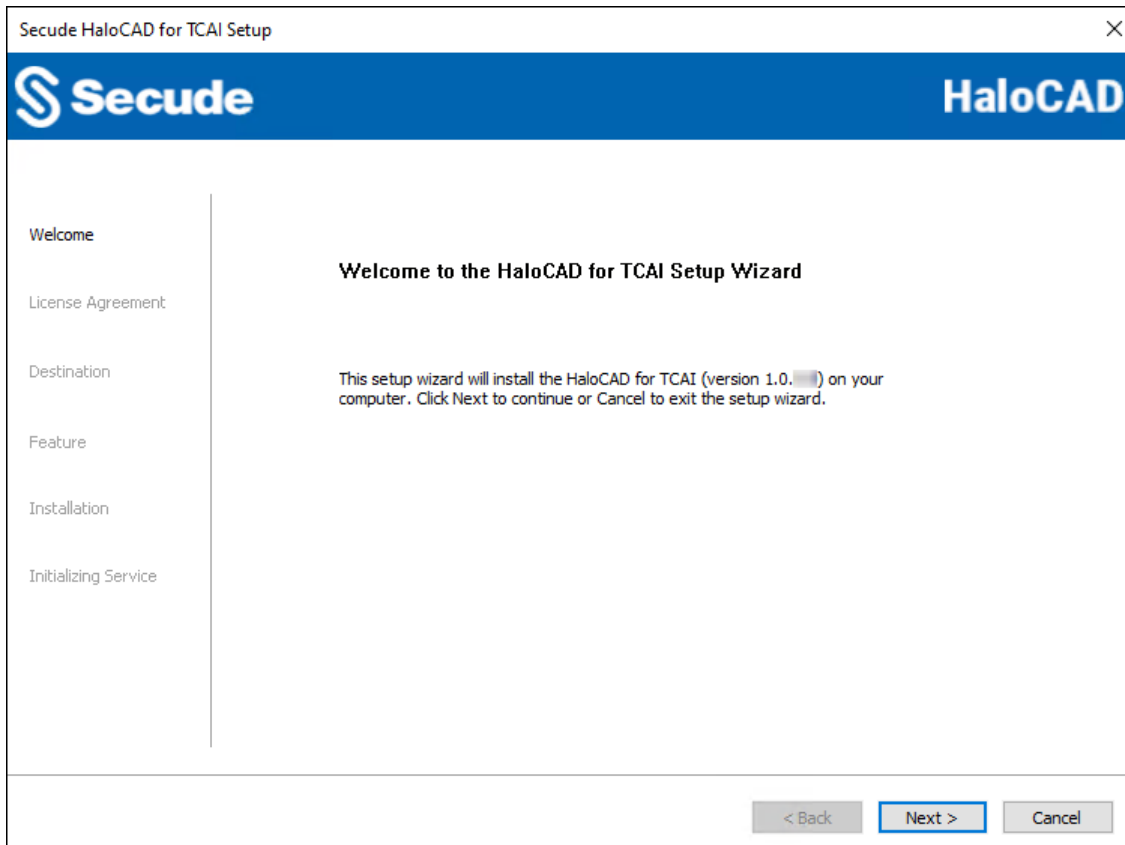 Secude HaloCAD for TCAI Setup
Secude
HaloCAD
Welcome
License Agreement
Destination
Feature
Installation
Initializing Service
Welcome to the HaloCAD for TCAI Setup Wizard
This setup wizard will install the HaloCAD for TCAI (version 1.0. ) on your
computer. Click Next to continue or Cancel to exit the setup wizard.
< Back
Next >
Cancel